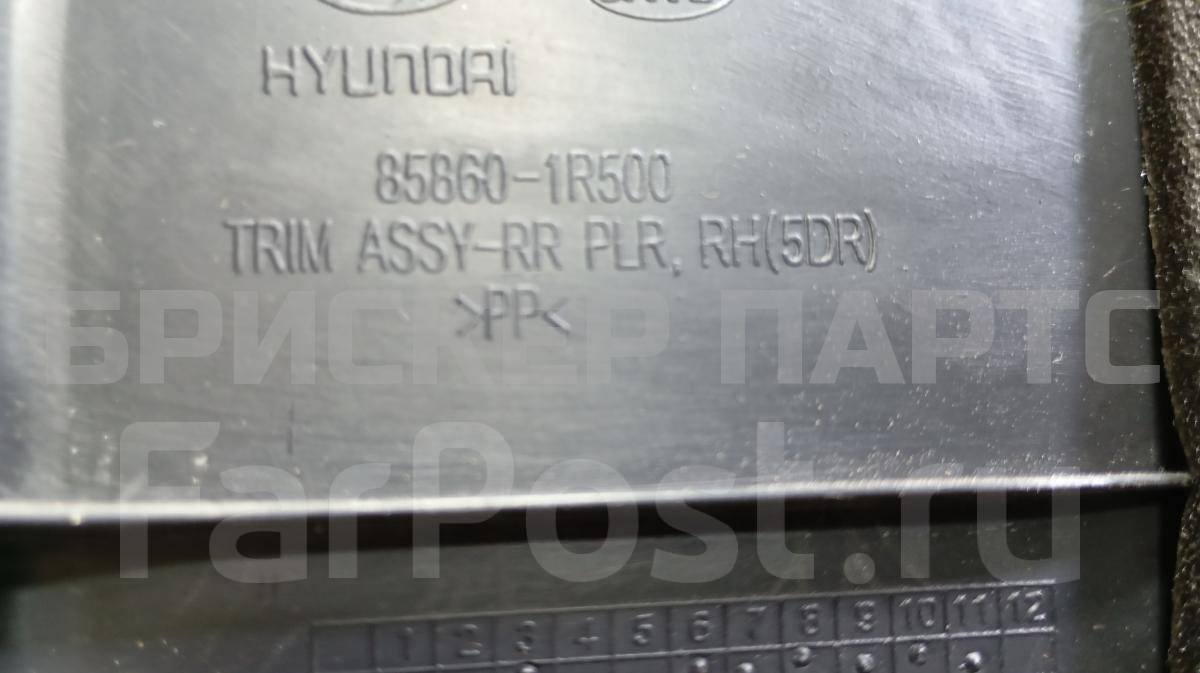 HYUNDAI
85860-1R500
TRIM ASSY-RR PLR, RH(5DR)
>PP<
БРИСКЕР ПАРТС
FarPost.ru
1 2 3 4 5 6 7 8 9 10 11 12